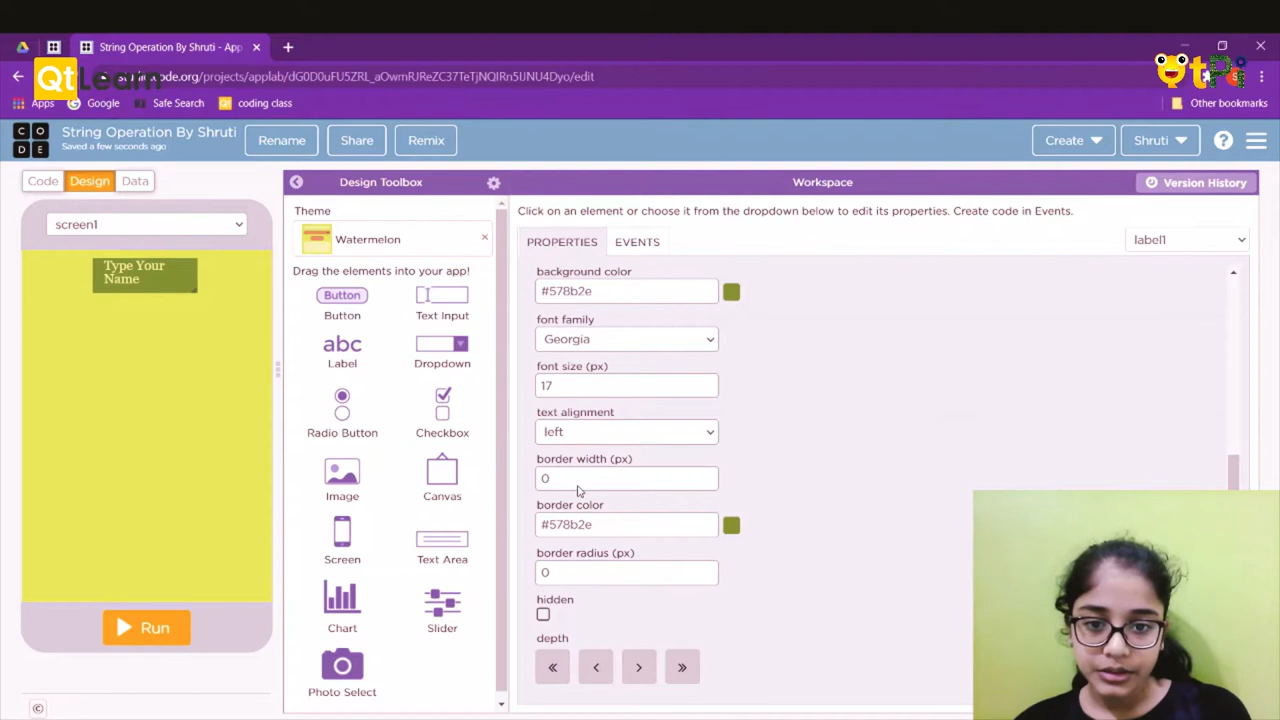 String Operation By Shruti - App
QtLearn
studio.code.org/projects/applab/dG0D0uFU5ZRL_aOwmRJReZC37TeTjNQIRn5UNU4Dyo/edit
QtPi
Apps
Google
Safe Search
coding class
Other bookmarks
CODE
String Operation By Shruti
Saved a few seconds ago
Rename
Share
Remix
Create
Shruti
?
Code
Design
Data
Design Toolbox
Workspace
Version History
screen1
Theme
Watermelon
Click on an element or choose it from the dropdown below to edit its properties. Create code in Events.
PROPERTIES
EVENTS
label1
Type Your
Name
Drag the elements into your app!
Button
Button
Text Input
abc
Label
Dropdown
Radio Button
Checkbox
Image
Canvas
Screen
Text Area
Chart
Slider
Photo Select
background color
#578b2e
font family
Georgia
font size (px)
17
text alignment
left
border width (px)
0
border color
#578b2e
border radius (px)
0
hidden
depth
Run
©